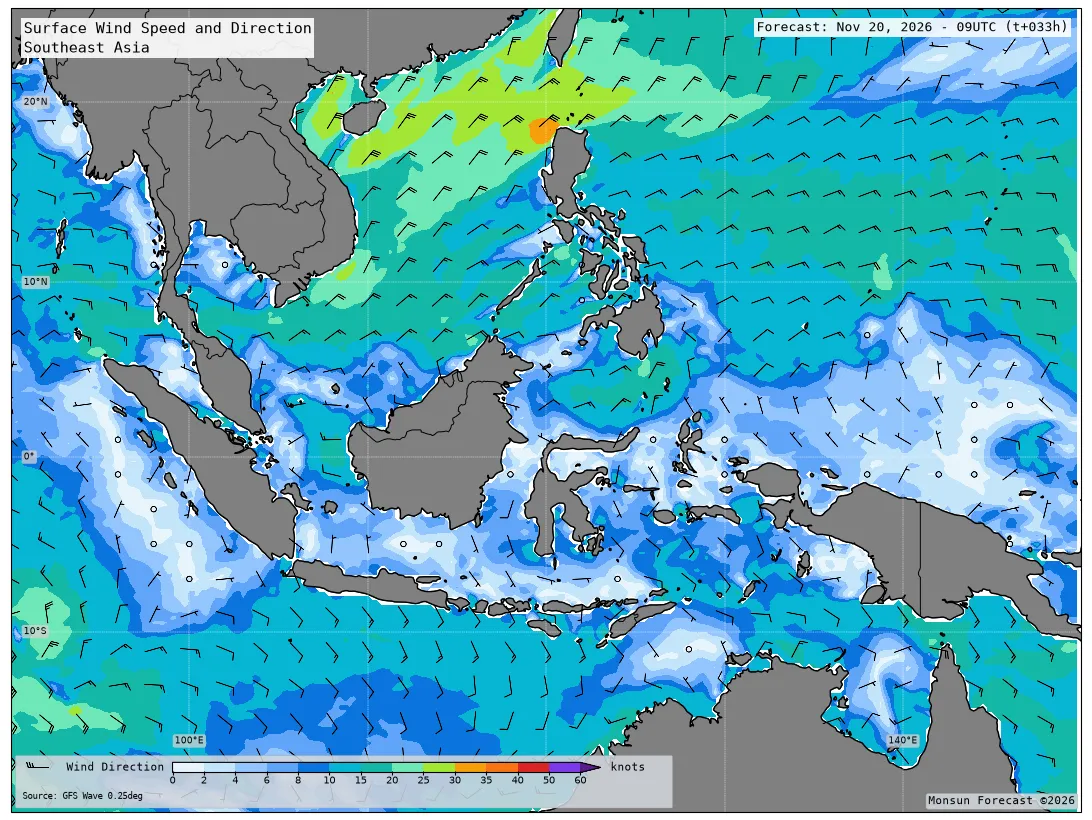 Surface Wind Speed and Direction
Southeast Asia
Forecast: Nov 20, 2026 - 09UTC (t+033h)
20°N
10°N
0°
10°S
100°E
140°E
Wind Direction
0 2 4 6 8 10 15 20 25 30 35 40 50 60
knots
Source: GFS Wave 0.25deg
Monsun Forecast ©2026